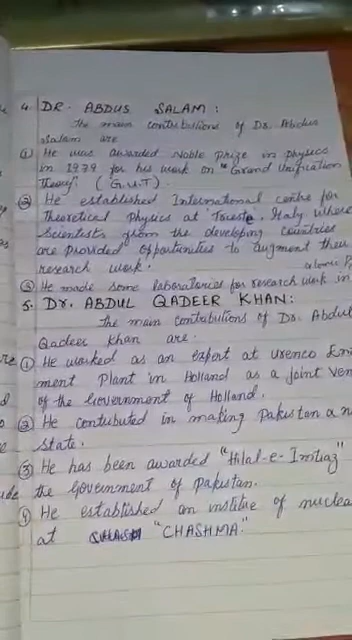 4. DR. ABDUS SALAM:
The main contributions of Dr. Abdus
Salam are
① He was awarded Noble Prize in physics
in 1979 for his work on "Grand Unification
Theory" (G.U.T).
② He established International centre for
Theoretical Physics at Trieste, Italy where
Scientists from the developing countries
are provided opportunities to augment their
research work.
③ He made some laboratories for research work in
5. Dr. ABDUL QADEER KHAN:
The main contributions of Dr. Abdul
Qadeer Khan are:
① He worked as an expert at
ment Plant in Holland as a Joint Ven
of the Government of Holland.
② He contributed in making Pakistan a n
State.
③ He has been awarded "Hilal-e-Imtiaz"
the Government of Pakistan.
④ He established an institue of nuclea
at "CHASHMA."